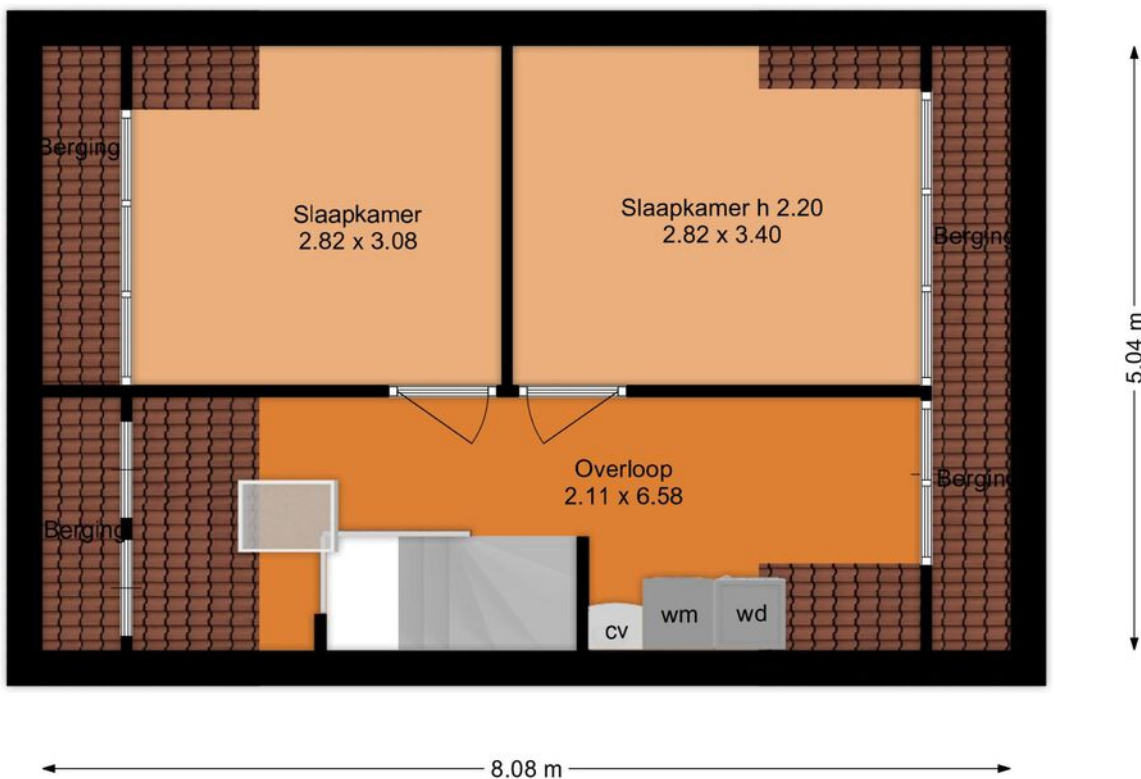 Berging
Slaapkamer
2.82 x 3.08
Slaapkamer h 2.20
2.82 x 3.40
Berging
5.04 m
Overloop
2.11 x 6.58
Berging
Berging
cv
wm
wd
8.08 m